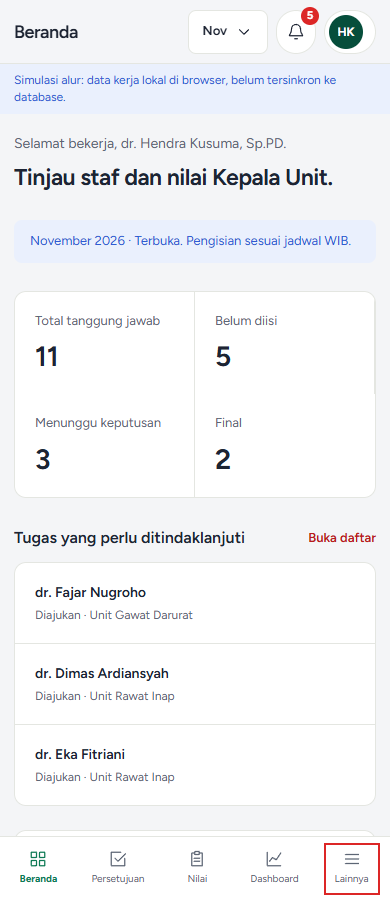 Beranda
Nov
5
HK
Simulasi alur: data kerja lokal di browser, belum tersinkron ke
database.
Selamat bekerja, dr. Hendra Kusuma, Sp.PD.
Tinjau staf dan nilai Kepala Unit.
November 2026 · Terbuka. Pengisian sesuai jadwal WIB.
Total tanggung jawab
11
Belum diisi
5
Menunggu keputusan
3
Final
2
Tugas yang perlu ditindaklanjuti
Buka daftar
dr. Fajar Nugroho
Diajukan · Unit Gawat Darurat
dr. Dimas Ardiansyah
Diajukan · Unit Rawat Inap
dr. Eka Fitriani
Diajukan · Unit Rawat Inap
Beranda
Persetujuan
Nilai
Dashboard
Lainnya